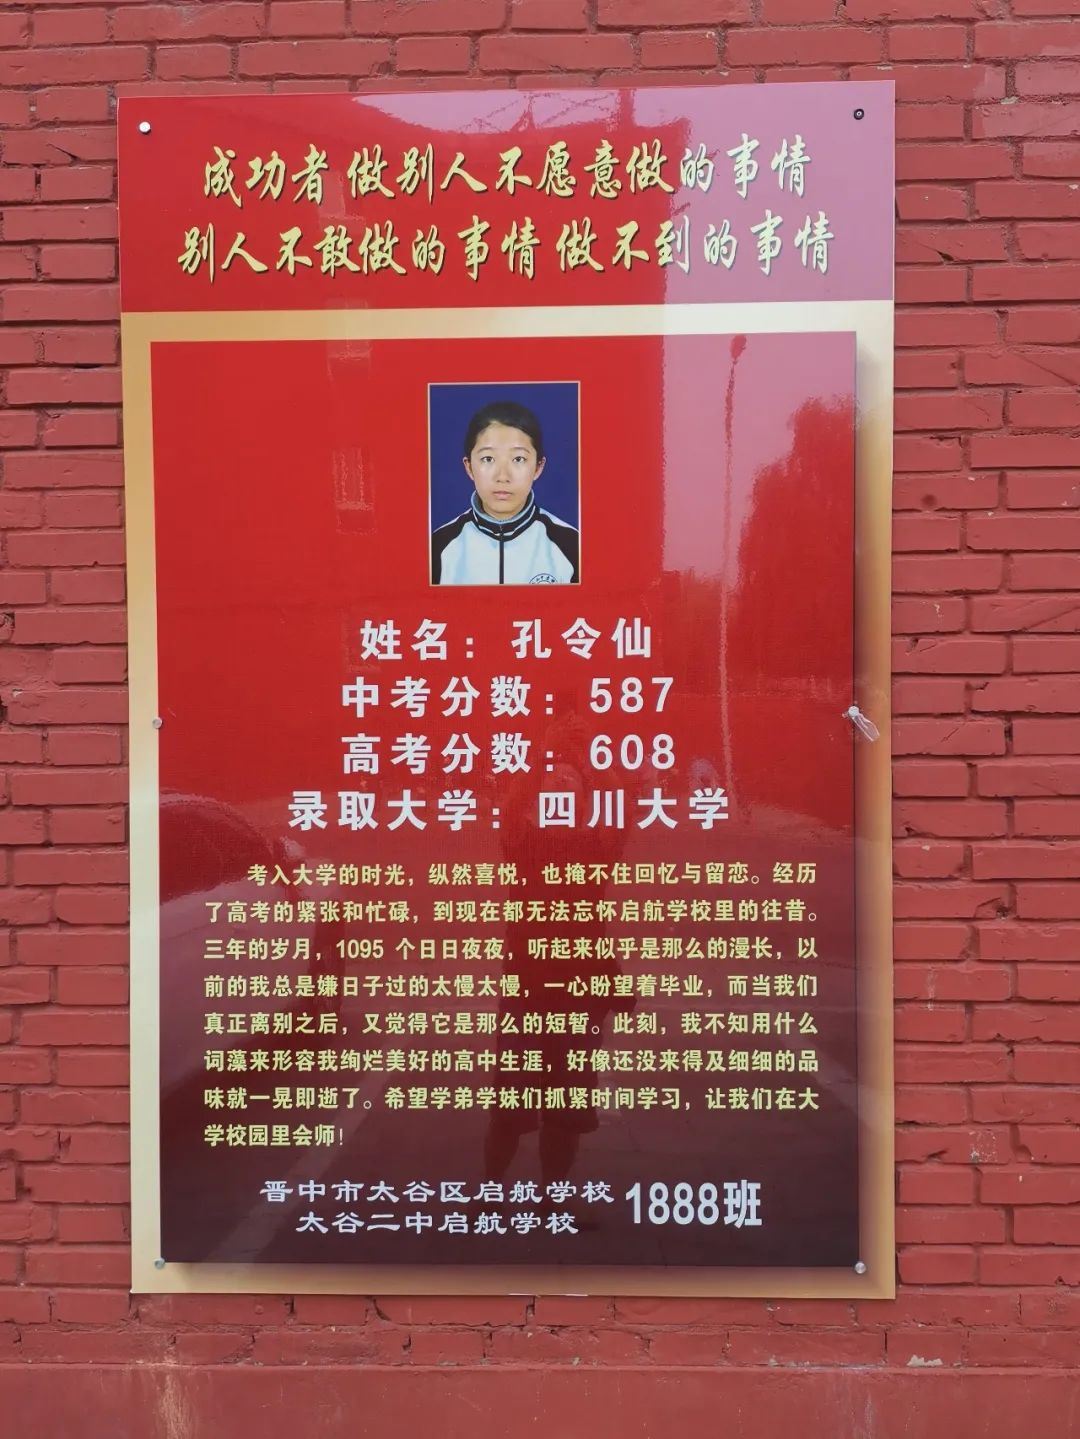 成功者 做别人不愿意做的事情
别人不敢做的事情 做不到的事情
姓名：孔令仙
中考分数：587
高考分数：608
录取大学：四川大学
考入大学的时光，纵然喜悦，也掩不住回忆与留恋。经历
了高考的紧张和忙碌，到现在都无法忘怀启航学校里的往昔。
三年的岁月，1095 个日日夜夜，听起来似乎是那么的漫长，以
前的我总是嫌日子过的太慢太慢，一心盼望着毕业，而当我们
真正离别之后，又觉得它是那么的短暂。此刻，我不知用什么
词藻来形容我绚烂美好的高中生涯，好像还没来得及细细的品
味就一晃即逝了。希望学弟学妹们抓紧时间学习，让我们在大
学校园里会师！
晋中市太谷区启航学校
太谷二中启航学校
1888班